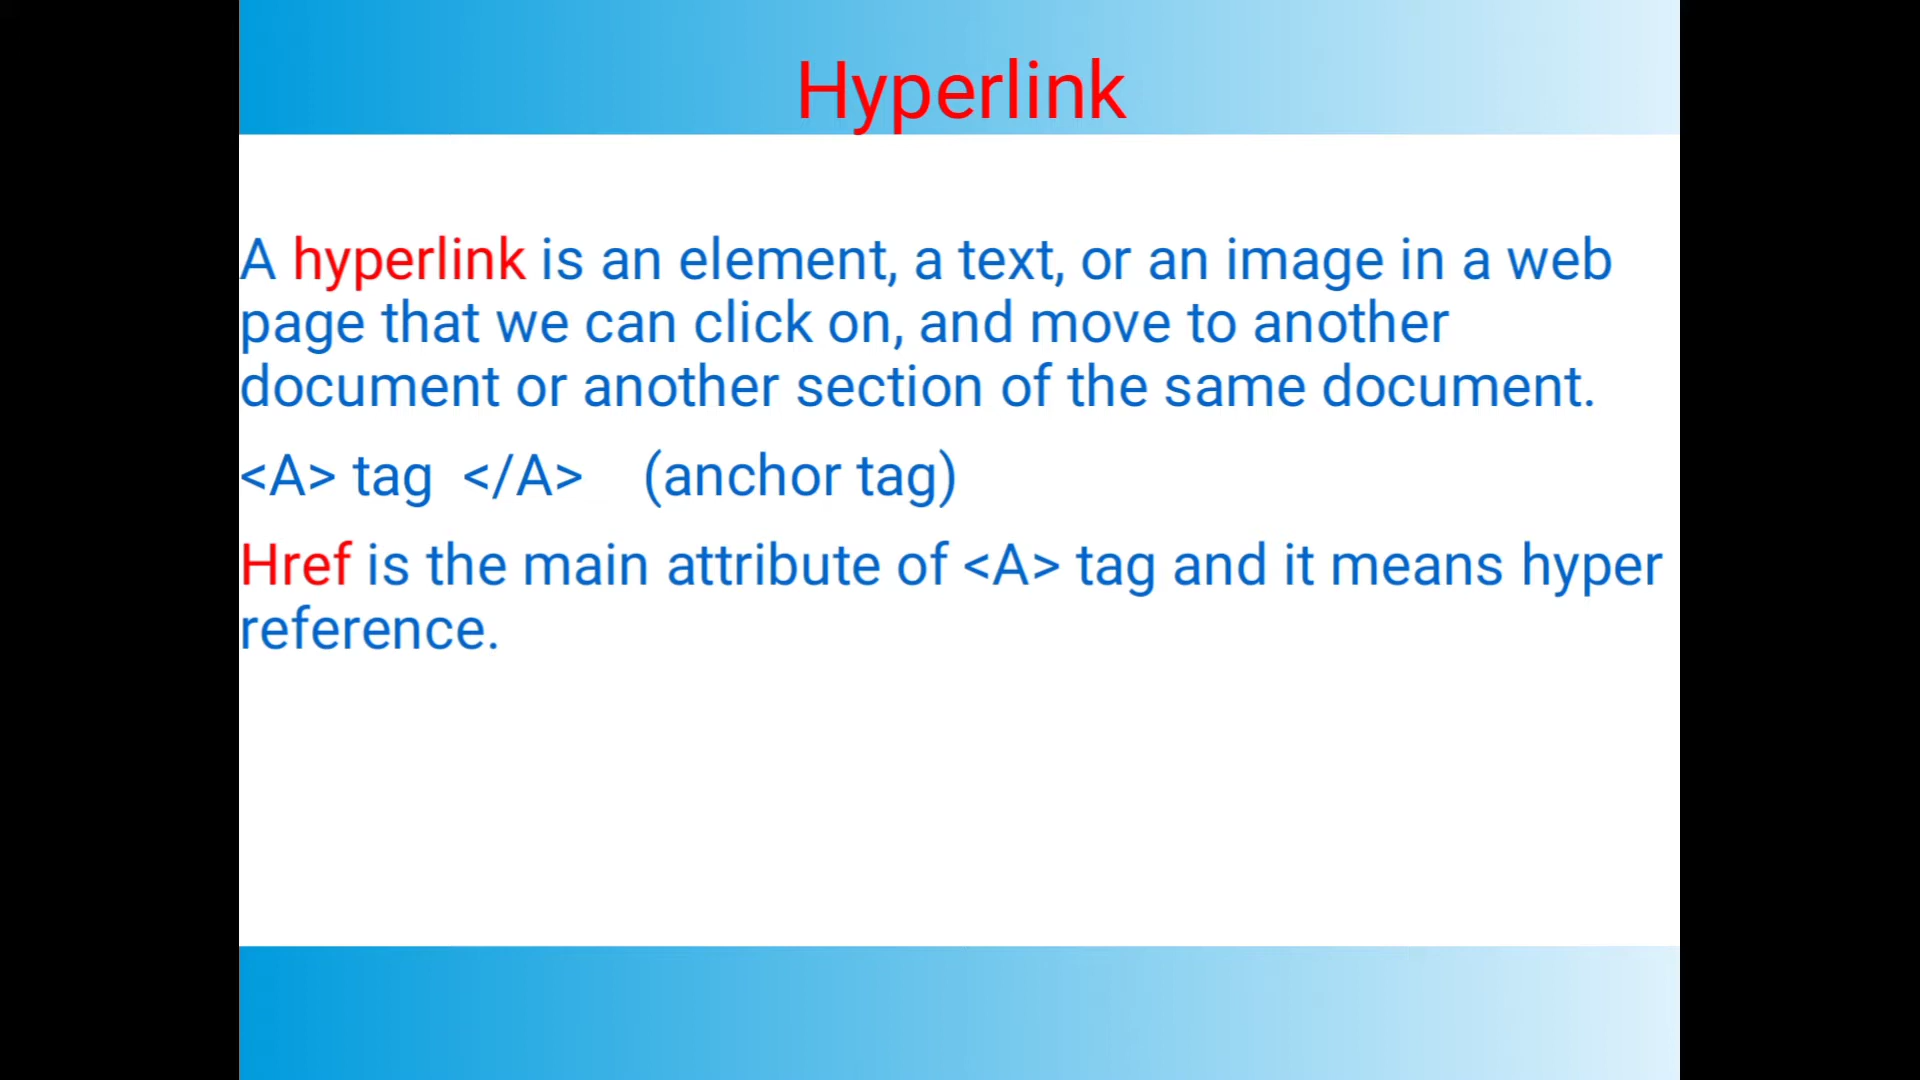 Hyperlink
A hyperlink is an element, a text, or an image in a web
page that we can click on, and move to another
document or another section of the same document.
<A> tag  </A>    (anchor tag)
Href is the main attribute of <A> tag and it means hyper
reference.